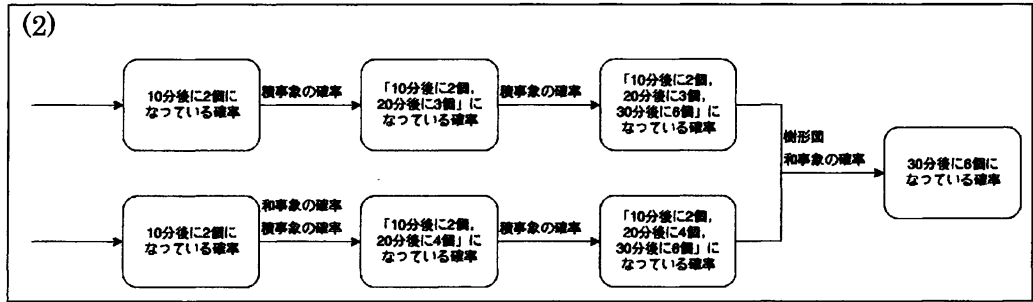 (2)
10分後に2個に
なっている確率
積事象の確率
「10分後に2個,
20分後に3個」に
なっている確率
積事象の確率
「10分後に2個,
20分後に3個,
30分後に6個」に
なっている確率
樹形図
和事象の確率
30分後に6個に
なっている確率
10分後に2個に
なっている確率
和事象の確率
積事象の確率
「10分後に2個,
20分後に4個」に
なっている確率
積事象の確率
「10分後に2個,
20分後に4個,
30分後に6個」に
なっている確率